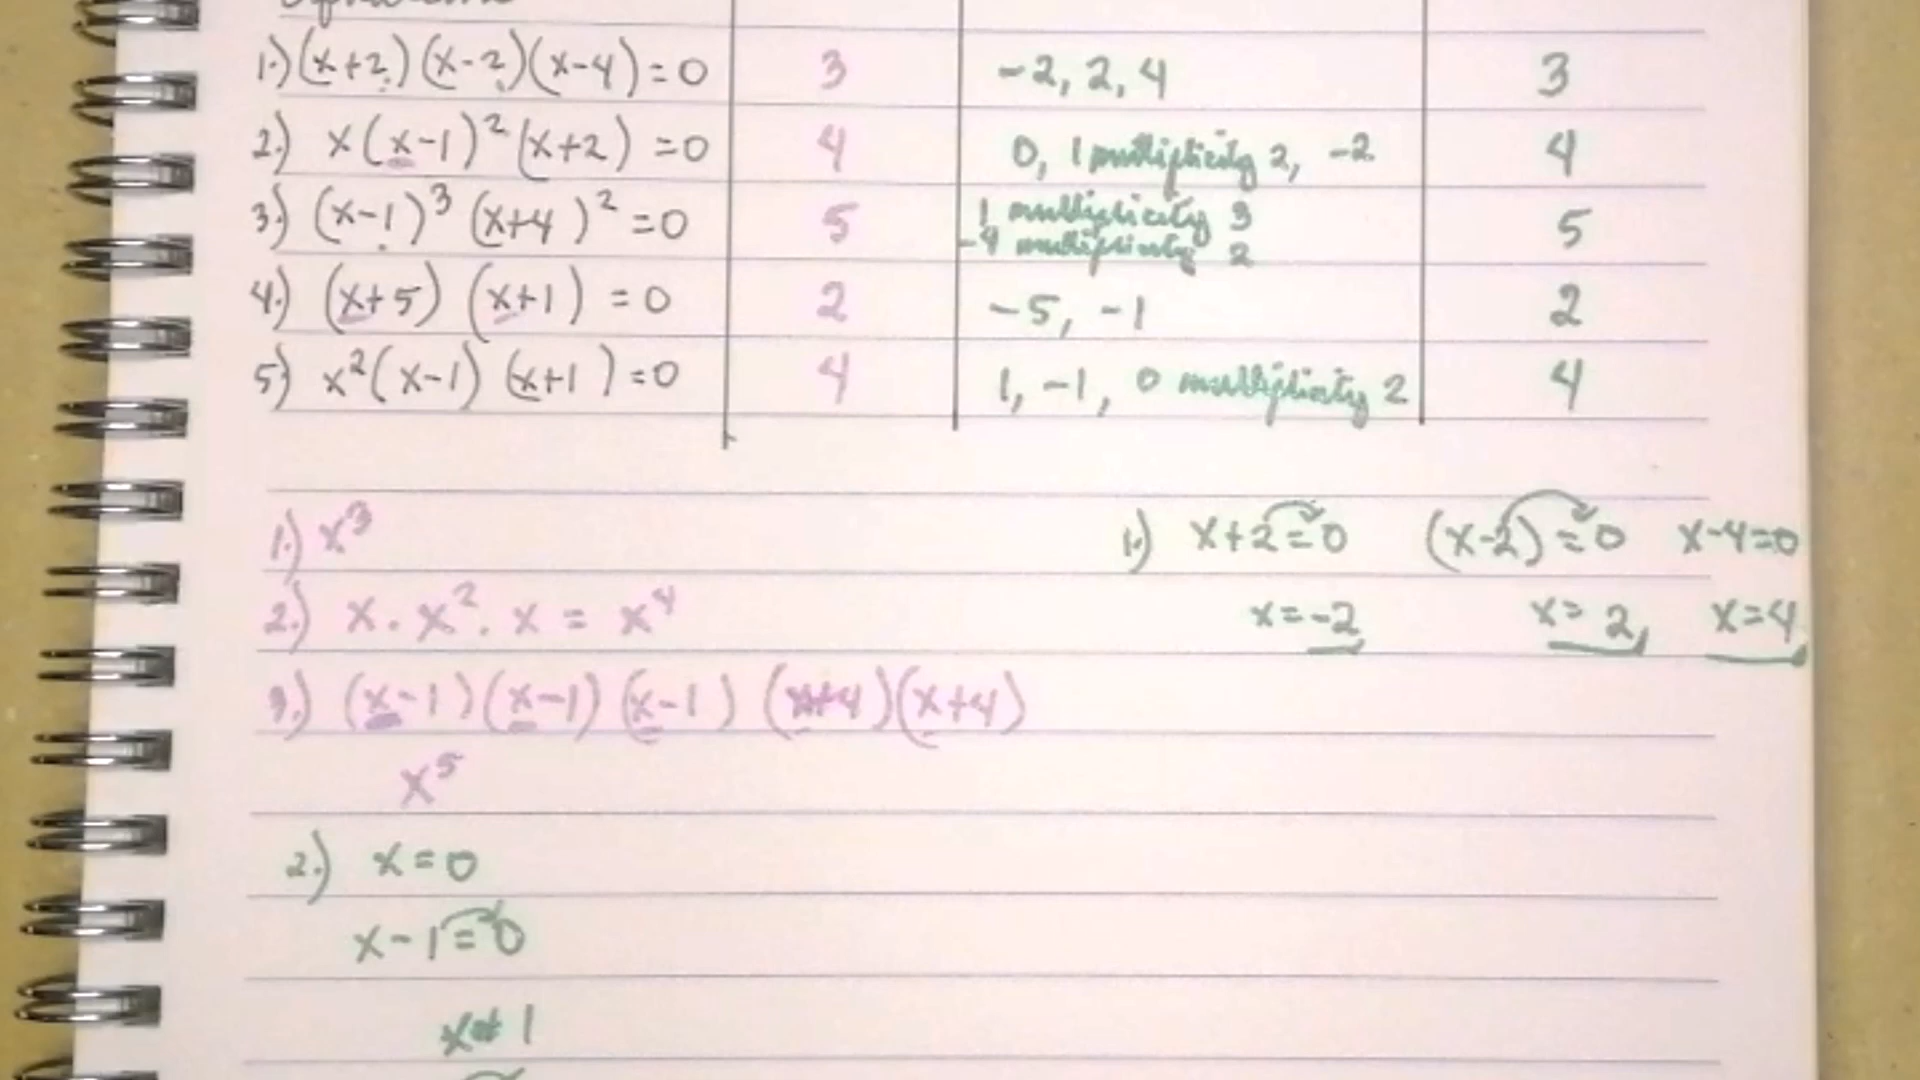 1.) (x+2) (x-2)(x-4)=0 3 -2, 2, 4 3
2.) x(x-1)² (x+2) =0 4 0, 1 multiplicity 2, -2 4
3.) (x-1)³ (x+4)² =0 5 1 multiplicity 3 5
-4 multiplicity 2
4.) (x+5) (x+1) = 0 2 -5, -1 2
5.) x²(x-1) (x+1)=0 4 1, -1, 0 multiplicity 2 4
1.) x³ 1.) x+2=0 (x-2)=0 x-4=0
2.) x . x² . x = x⁴ x=-2 x=2 x=4
3.) (x-1)(x-1)(x-1) (x+4)(x+4)
x⁵
2.) x=0
x-1=0
x= 1